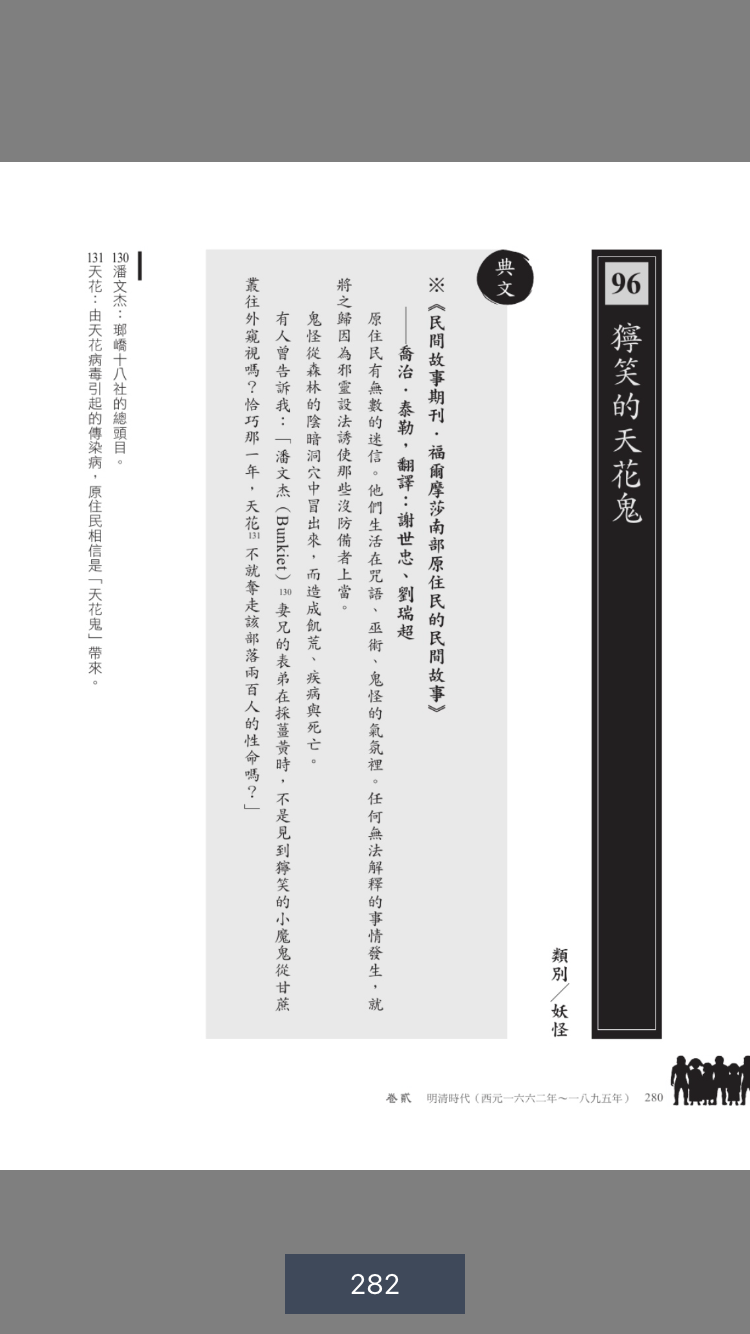 96
獰笑的天花鬼
類別／妖怪
典文
※《民間故事期刊．福爾摩莎南部原住民的民間故事》
——喬治．泰勒，翻譯：謝世忠、劉瑞超
原住民有無數的迷信。他們生活在咒語、巫術、鬼怪的氣氛裡。任何無法解釋的事情發生，就
將之歸因為邪靈設法誘使那些沒防備者上當。
鬼怪從森林的陰暗洞穴中冒出來，而造成飢荒、疾病與死亡。
有人曾告訴我：「潘文杰（Bunkiet）130妻兄的表弟在採薑黃時，不是見到獰笑的小魔鬼從甘蔗
叢往外窺視嗎？恰巧那一年，天花131不就奪走該部落兩百人的性命嗎？」
130潘文杰：瑯嶠十八社的總頭目。
131天花：由天花病毒引起的傳染病，原住民相信是「天花鬼」帶來。
卷貳　明清時代（西元一六六二年～一八九五年） 280
282